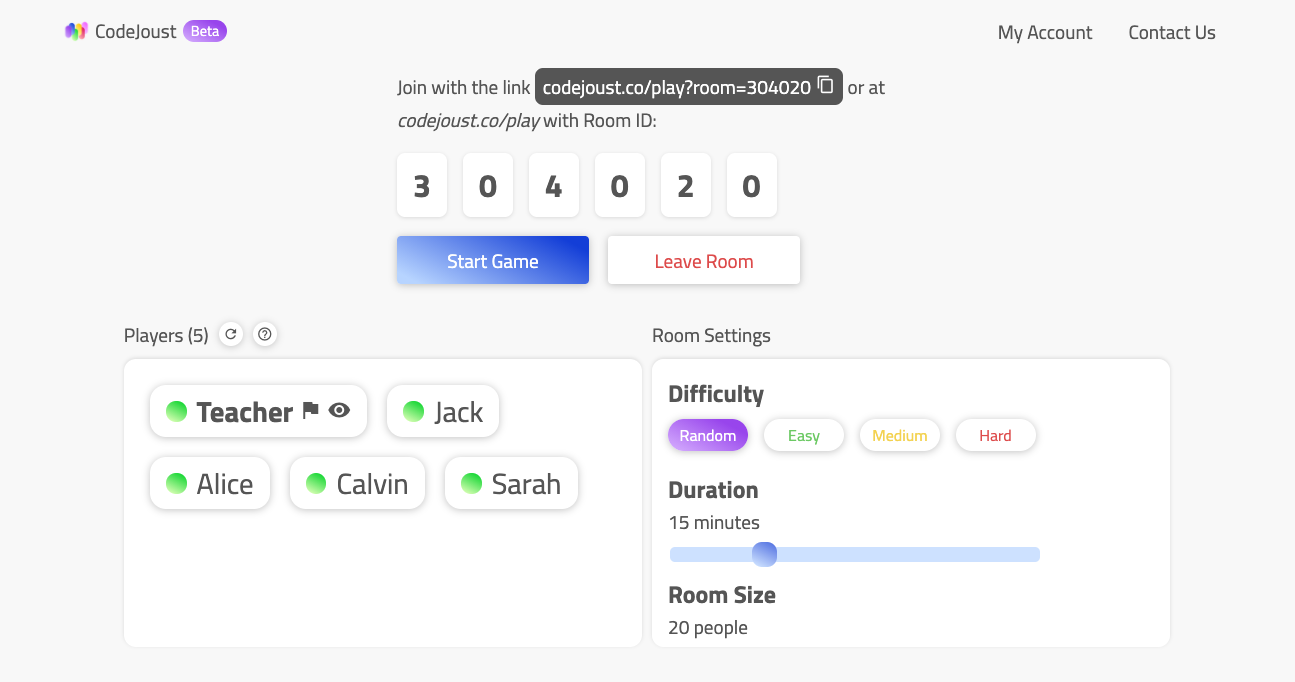 CodeJoust Beta
My Account Contact Us
Join with the link codejoust.co/play?room=304020 or at
codejoust.co/play with Room ID:
3 0 4 0 2 0
Start Game Leave Room
Players (5)
Teacher Jack
Alice Calvin Sarah
Room Settings
Difficulty
Random Easy Medium Hard
Duration
15 minutes
Room Size
20 people